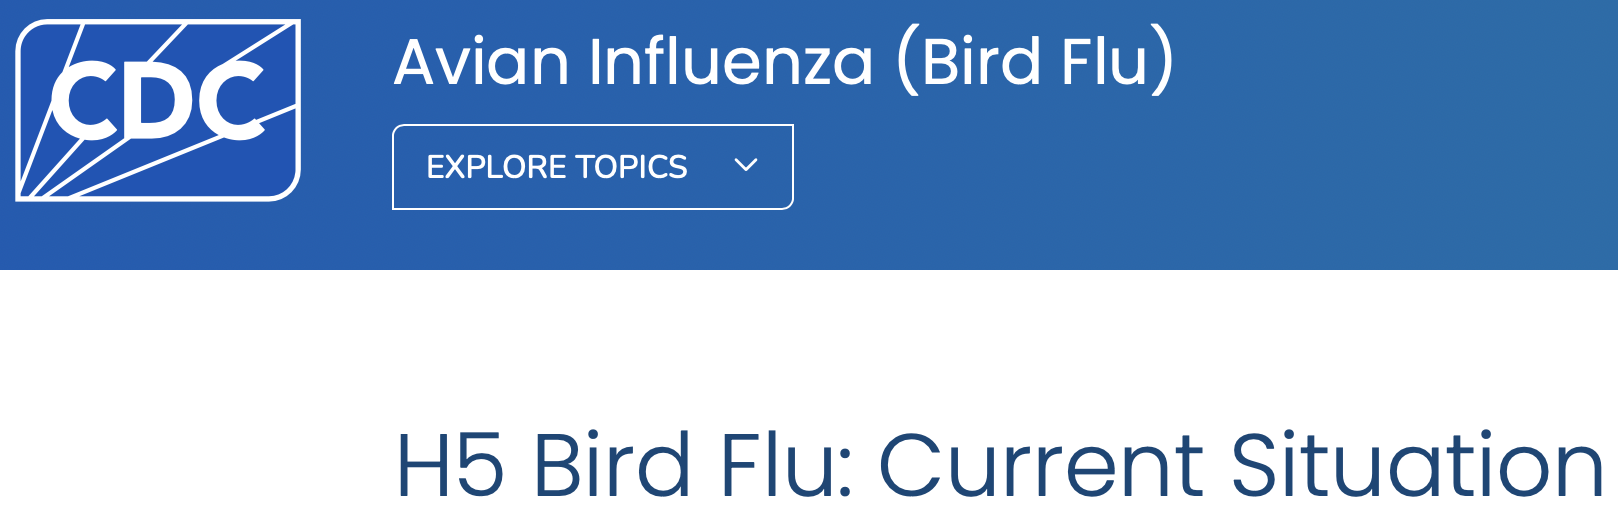 CDC
Avian Influenza (Bird Flu)
EXPLORE TOPICS
H5 Bird Flu: Current Situation